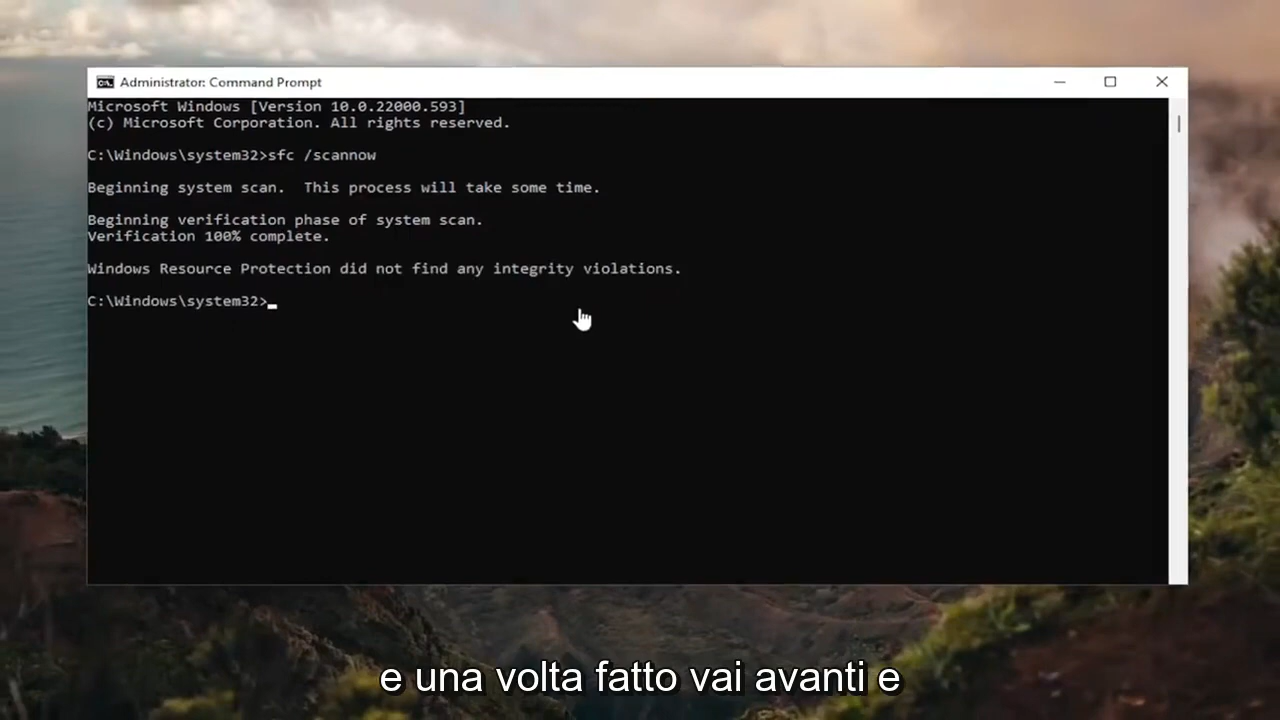 Administrator: Command Prompt
Microsoft Windows [Version 10.0.22000.593]
(c) Microsoft Corporation. All rights reserved.
C:\Windows\system32>sfc /scannow
Beginning system scan.  This process will take some time.
Beginning verification phase of system scan.
Verification 100% complete.
Windows Resource Protection did not find any integrity violations.
C:\Windows\system32>
e una volta fatto vai avanti e